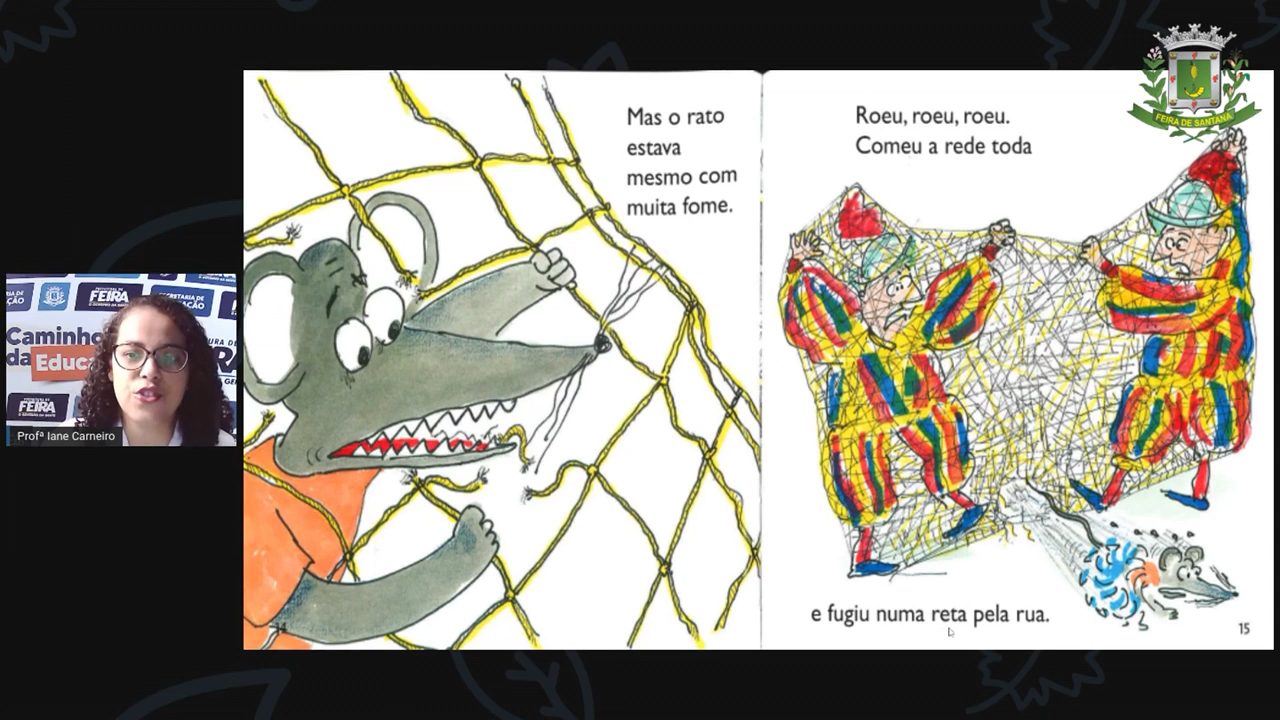 Mas o rato
estava
mesmo com
muita fome.
Roeu, roeu, roeu.
Comeu a rede toda
e fugiu numa reta pela rua.
15
FEIRA DE SANTANA
FEIRA
Caminho
da Educa
FEIRA
Profª Iane Carneiro